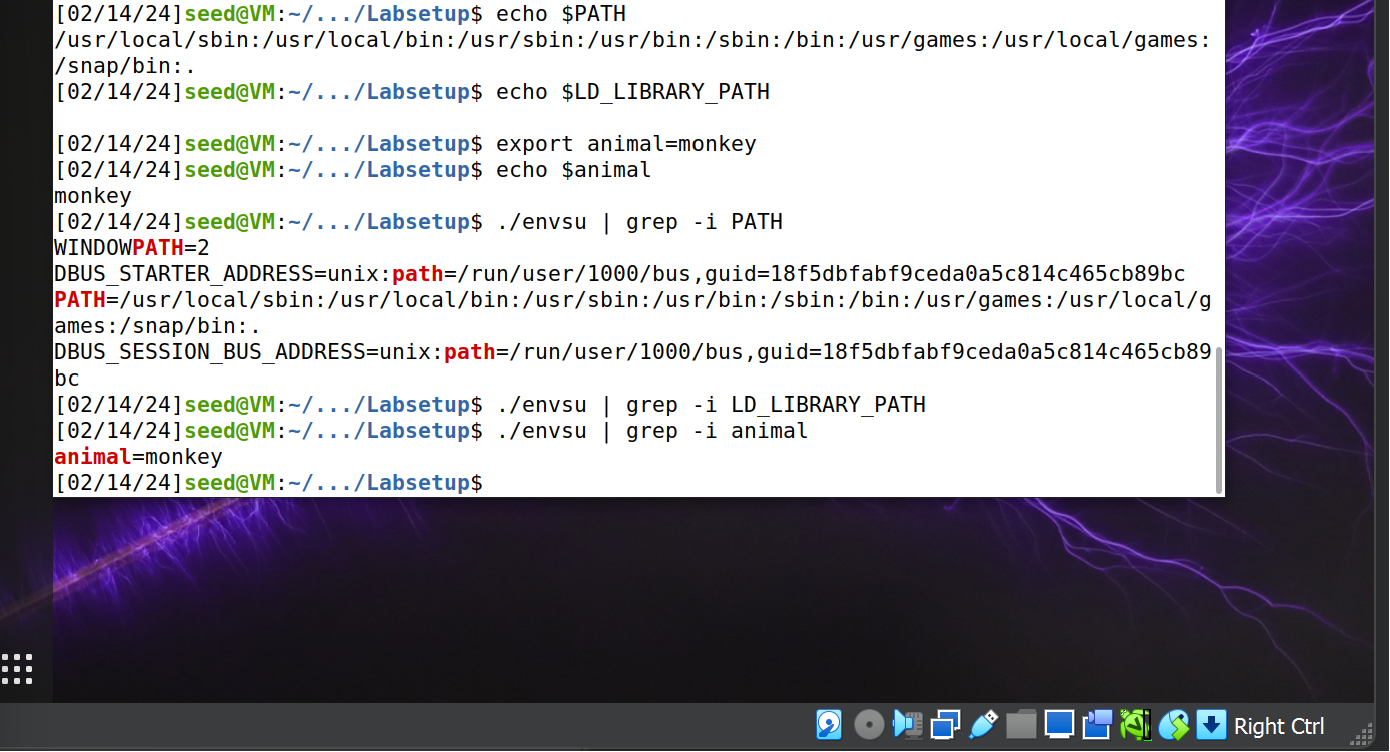 [02/14/24]seed@VM:~/.../Labsetup$ echo $PATH
/usr/local/sbin:/usr/local/bin:/usr/sbin:/usr/bin:/sbin:/bin:/usr/games:/usr/local/games:
/snap/bin:.
[02/14/24]seed@VM:~/.../Labsetup$ echo $LD_LIBRARY_PATH
[02/14/24]seed@VM:~/.../Labsetup$ export animal=monkey
[02/14/24]seed@VM:~/.../Labsetup$ echo $animal
monkey
[02/14/24]seed@VM:~/.../Labsetup$ ./envsu | grep -i PATH
WINDOWPATH=2
DBUS_STARTER_ADDRESS=unix:path=/run/user/1000/bus,guid=18f5dbfabf9ceda0a5c814c465cb89bc
PATH=/usr/local/sbin:/usr/local/bin:/usr/sbin:/usr/bin:/sbin:/bin:/usr/games:/usr/local/g
ames:/snap/bin:.
DBUS_SESSION_BUS_ADDRESS=unix:path=/run/user/1000/bus,guid=18f5dbfabf9ceda0a5c814c465cb89
bc
[02/14/24]seed@VM:~/.../Labsetup$ ./envsu | grep -i LD_LIBRARY_PATH
[02/14/24]seed@VM:~/.../Labsetup$ ./envsu | grep -i animal
animal=monkey
[02/14/24]seed@VM:~/.../Labsetup$
Right Ctrl